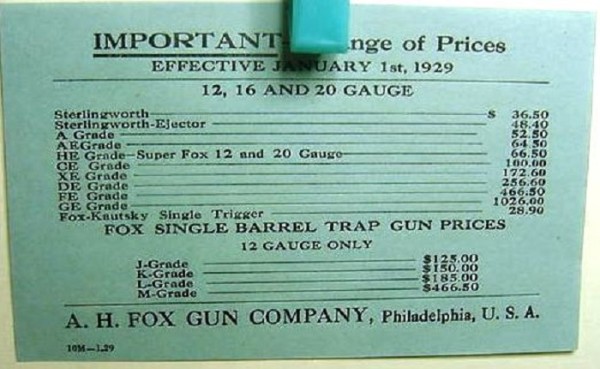 IMPORTANT nge of Prices
EFFECTIVE JANUARY 1st, 1929
12, 16 AND 20 GAUGE
Sterlingworth $ 36.50
Sterlingworth-Ejector 48.40
A Grade 52.50
AE Grade 64.50
HE Grade-Super Fox 12 and 20 Gauge 66.50
CE Grade 100.00
XE Grade 172.60
DE Grade 256.60
FE Grade 466.50
GE Grade 1026.00
Fox-Kautsky Single Trigger 28.90
FOX SINGLE BARREL TRAP GUN PRICES
12 GAUGE ONLY
J-Grade $125.00
K-Grade $150.00
L-Grade $185.00
M-Grade $466.50
A. H. FOX GUN COMPANY, Philadelphia, U. S. A.
10M-1.29